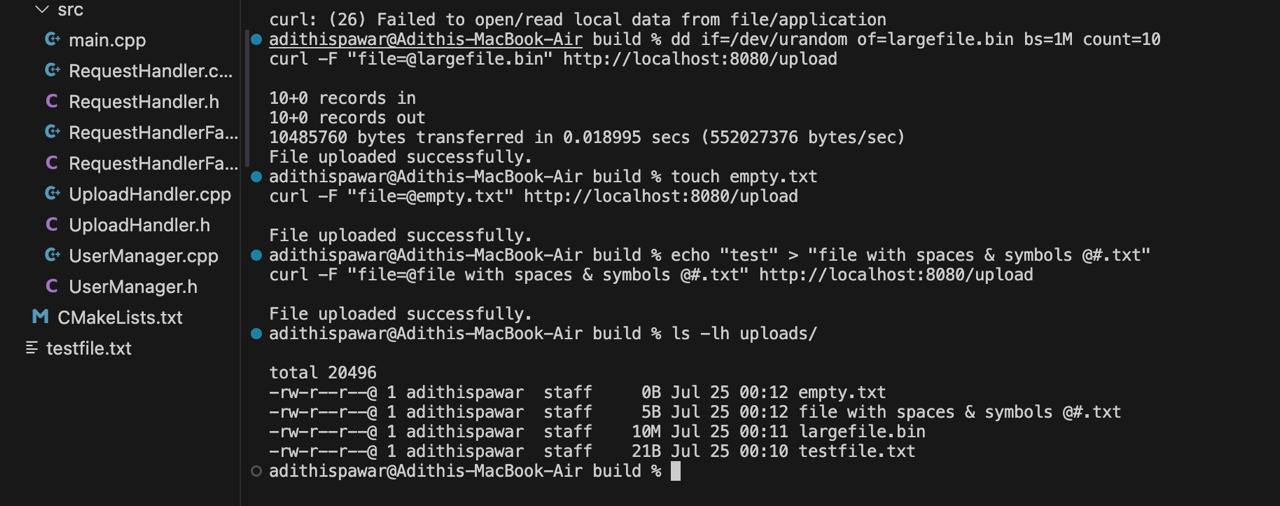 src
main.cpp
RequestHandler.c...
RequestHandler.h
RequestHandlerFa...
RequestHandlerFa...
UploadHandler.cpp
UploadHandler.h
UserManager.cpp
UserManager.h
CMakeLists.txt
testfile.txt
curl: (26) Failed to open/read local data from file/application
adithispawar@Adithis-MacBook-Air build % dd if=/dev/urandom of=largefile.bin bs=1M count=10
curl -F "file=@largefile.bin" http://localhost:8080/upload
10+0 records in
10+0 records out
10485760 bytes transferred in 0.018995 secs (552027376 bytes/sec)
File uploaded successfully.
adithispawar@Adithis-MacBook-Air build % touch empty.txt
curl -F "file=@empty.txt" http://localhost:8080/upload
File uploaded successfully.
adithispawar@Adithis-MacBook-Air build % echo "test" > "file with spaces & symbols @#.txt"
curl -F "file=@file with spaces & symbols @#.txt" http://localhost:8080/upload
File uploaded successfully.
adithispawar@Adithis-MacBook-Air build % ls -lh uploads/
total 20496
-rw-r--r--@ 1 adithispawar  staff     0B Jul 25 00:12 empty.txt
-rw-r--r--@ 1 adithispawar  staff     5B Jul 25 00:12 file with spaces & symbols @#.txt
-rw-r--r--@ 1 adithispawar  staff    10M Jul 25 00:11 largefile.bin
-rw-r--r--@ 1 adithispawar  staff    21B Jul 25 00:10 testfile.txt
adithispawar@Adithis-MacBook-Air build %